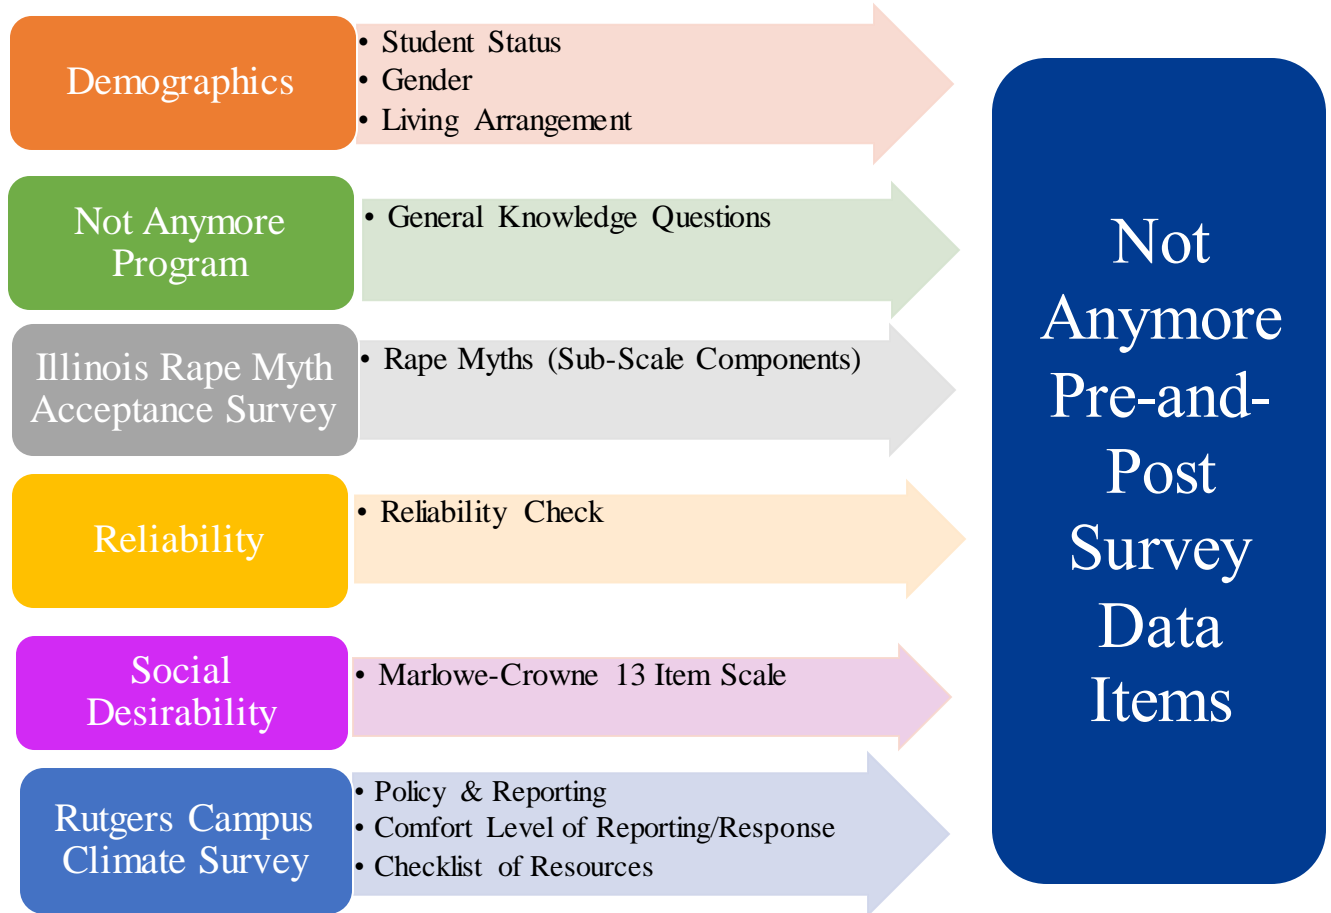 Demographics
• Student Status
• Gender
• Living Arrangement
Not Anymore
Program
• General Knowledge Questions
Illinois Rape Myth
Acceptance Survey
• Rape Myths (Sub-Scale Components)
Reliability
• Reliability Check
Social
Desirability
• Marlowe-Crowne 13 Item Scale
Rutgers Campus
Climate Survey
• Policy & Reporting
• Comfort Level of Reporting/Response
• Checklist of Resources
Not
Anymore
Pre-and-
Post
Survey
Data
Items